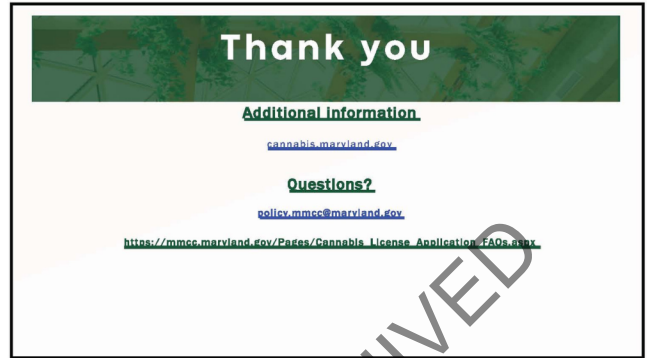 Thank you
Additional information
cannabis.maryland.gov
Questions?
policy.mmcc@maryland.gov
https://mmcc.maryland.gov/Pages/Cannabis_License_Application_FAQs.aspx